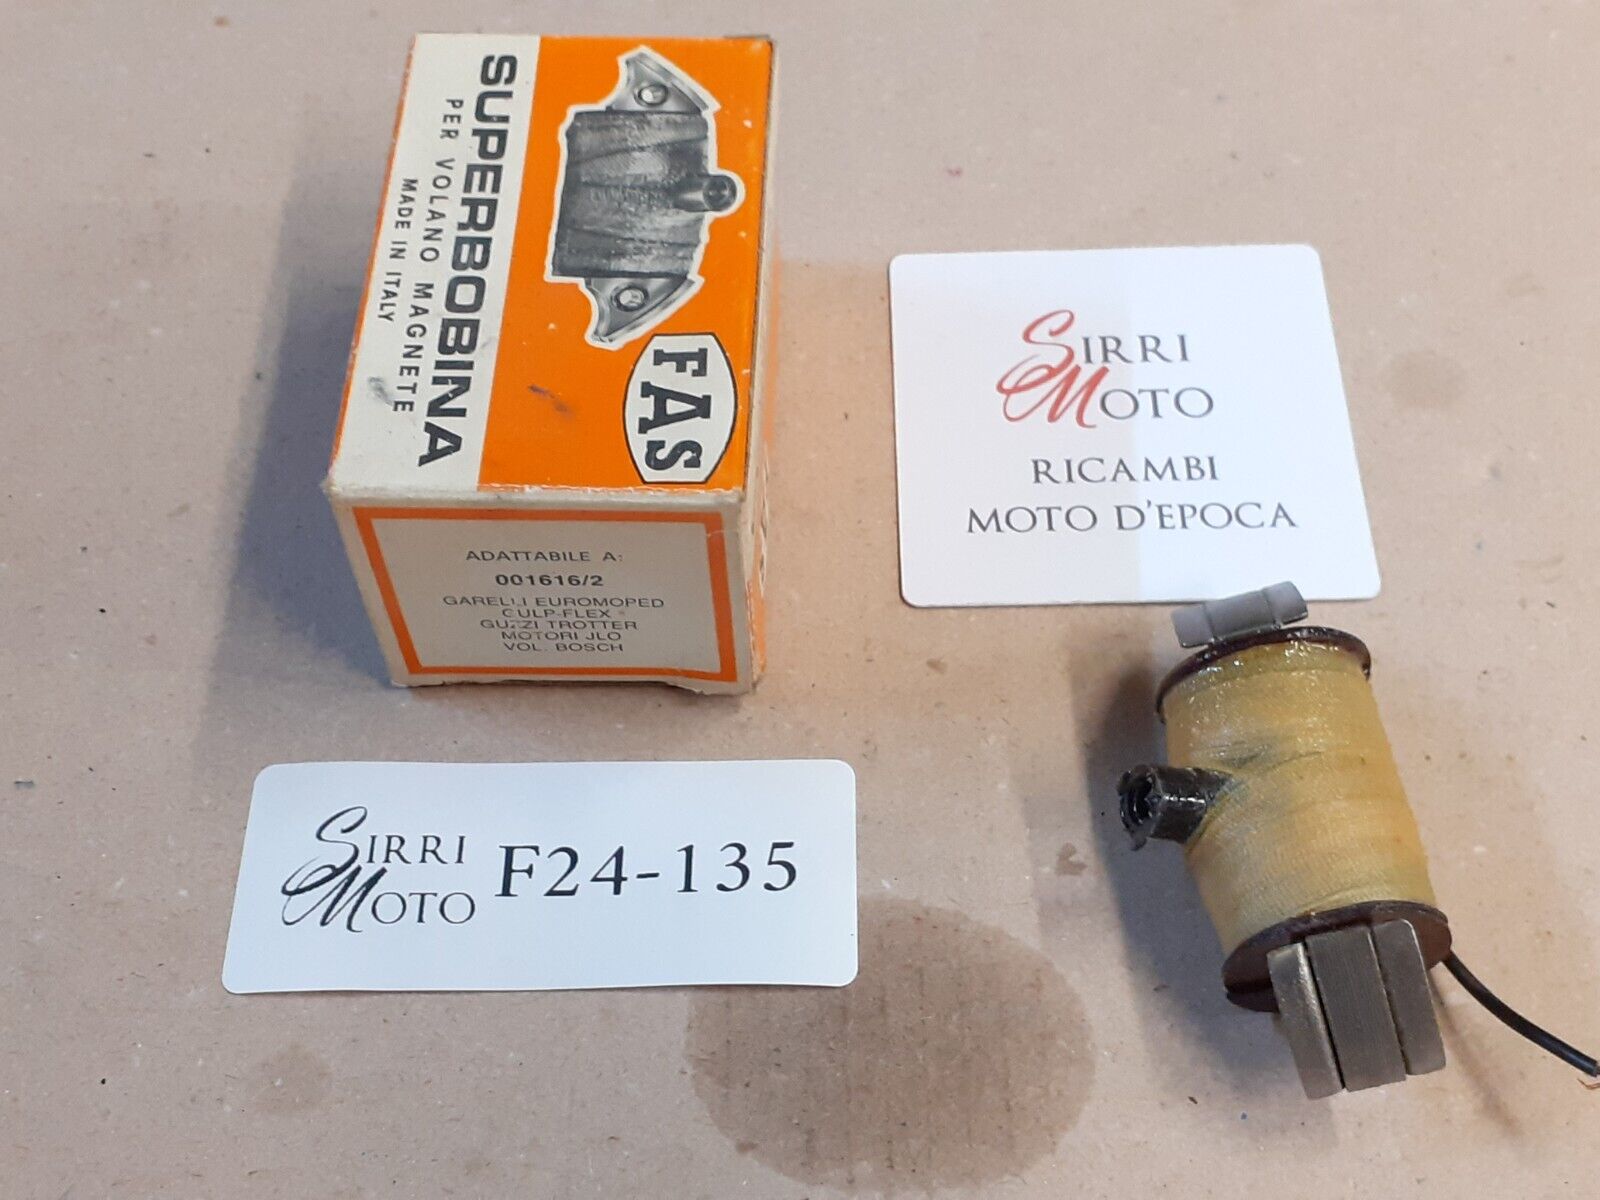 SUPERBOBINA
PER VOLANO MAGNETE
MADE IN ITALY
FAS
ADATTABILE A:
001616/2
GARELLI EUROMOPED
GULP-FLEX
GUZZI TROTTER
MOTORI JLO
VOL. BOSCH
SIRRI
MOTO
RICAMBI
MOTO D'EPOCA
SIRRI
MOTO
F24-135